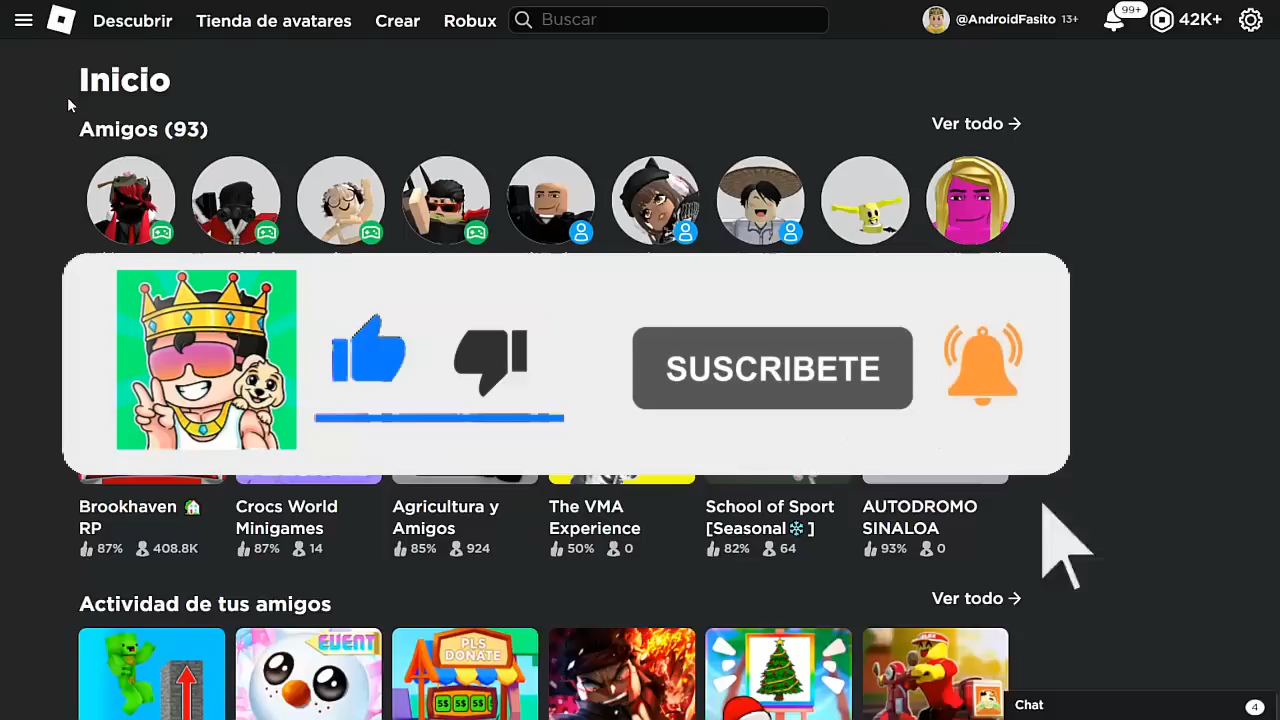 Descubrir Tienda de avatares Crear Robux Buscar @AndroidFasito 13+ 99+ 42K+
Inicio
Amigos (93) Ver todo →
SUSCRIBETE
Brookhaven 🏠 RP
87% 408.8K
Crocs World Minigames
87% 14
Agricultura y Amigos
85% 924
The VMA Experience
50% 0
School of Sport [Seasonal❄️]
82% 64
AUTODROMO SINALOA
93% 0
Actividad de tus amigos Ver todo →
EVENT
PLS
DONATE
5$ 5$ 5$
Chat 4